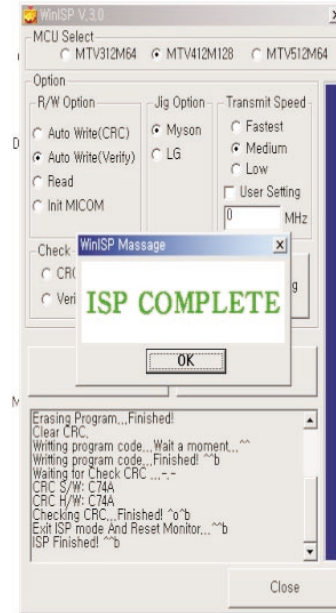 WinISP V.3.0
MCU Select
MTV312M64 MTV412M128 MTV512M64
Option
R/W Option
Auto Write(CRC)
Auto Write(Verify)
Read
Init MICOM
Jig Option
Myson
LG
Transmit Speed
Fastest
Medium
Low
User Setting
0 MHz
Check
CRC
Veri
WinISP Massage
ISP COMPLETE
OK
Erasing Program,,,Finished!
Clear CRC,
Writting program code,,,Wait a moment,,,^^
Writting program code,,,Finished! ^^b
Waiting for Check CRC ,,,-,-
CRC S/W: C74A
CRC H/W: C74A
Checking CRC,,,Finished! ^o^b
Exit ISP mode And Reset Monitor,,,^^b
ISP Finished! ^^b
Close